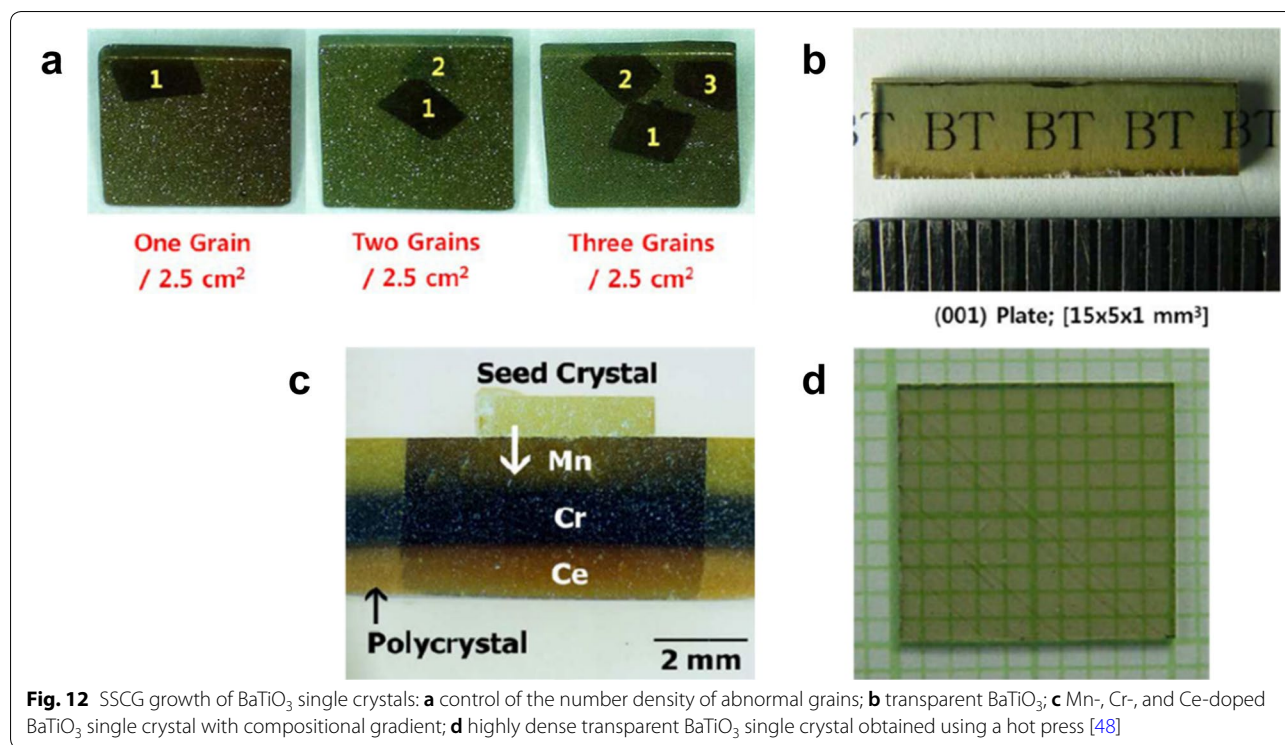 a
1
2
1
2
3
1
One Grain
/ 2.5 cm²
Two Grains
/ 2.5 cm²
Three Grains
/ 2.5 cm²
b
BT BT BT BT BT
(001) Plate; [15x5x1 mm³]
c
Seed Crystal
Mn
Cr
Ce
Polycrystal
2 mm
d
Fig. 12 SSCG growth of BaTiO₃ single crystals: a control of the number density of abnormal grains; b transparent BaTiO₃; c Mn-, Cr-, and Ce-doped
BaTiO₃ single crystal with compositional gradient; d highly dense transparent BaTiO₃ single crystal obtained using a hot press [48]